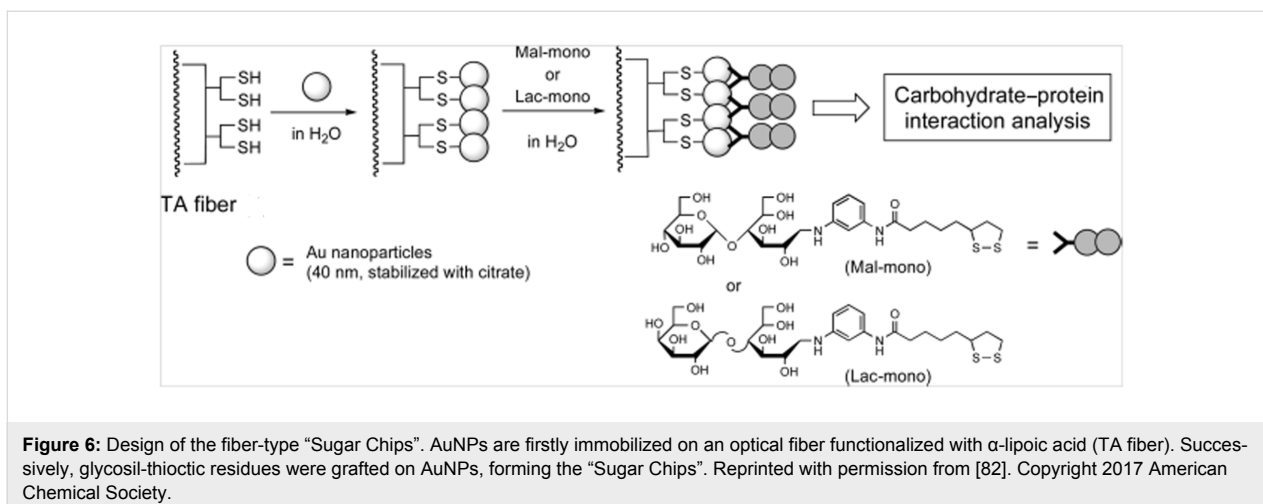 SH
SH
SH
SH
in H2O
S
S
S
S
Mal-mono
or
Lac-mono
in H2O
S
S
S
S
Carbohydrate–protein
interaction analysis
TA fiber
= Au nanoparticles
(40 nm, stabilized with citrate)
OH
O
OH
HO
OH
O
OH
OH
OH
OH
N
H
N
H
O
S–S
=
(Mal-mono)
or
OH
HO
O
OH
OH
O
OH
OH
OH
OH
N
H
N
H
O
S–S
(Lac-mono)
Figure 6: Design of the fiber-type “Sugar Chips”. AuNPs are firstly immobilized on an optical fiber functionalized with α-lipoic acid (TA fiber). Succes-
sively, glycosil-thioctic residues were grafted on AuNPs, forming the “Sugar Chips”. Reprinted with permission from [82]. Copyright 2017 American
Chemical Society.